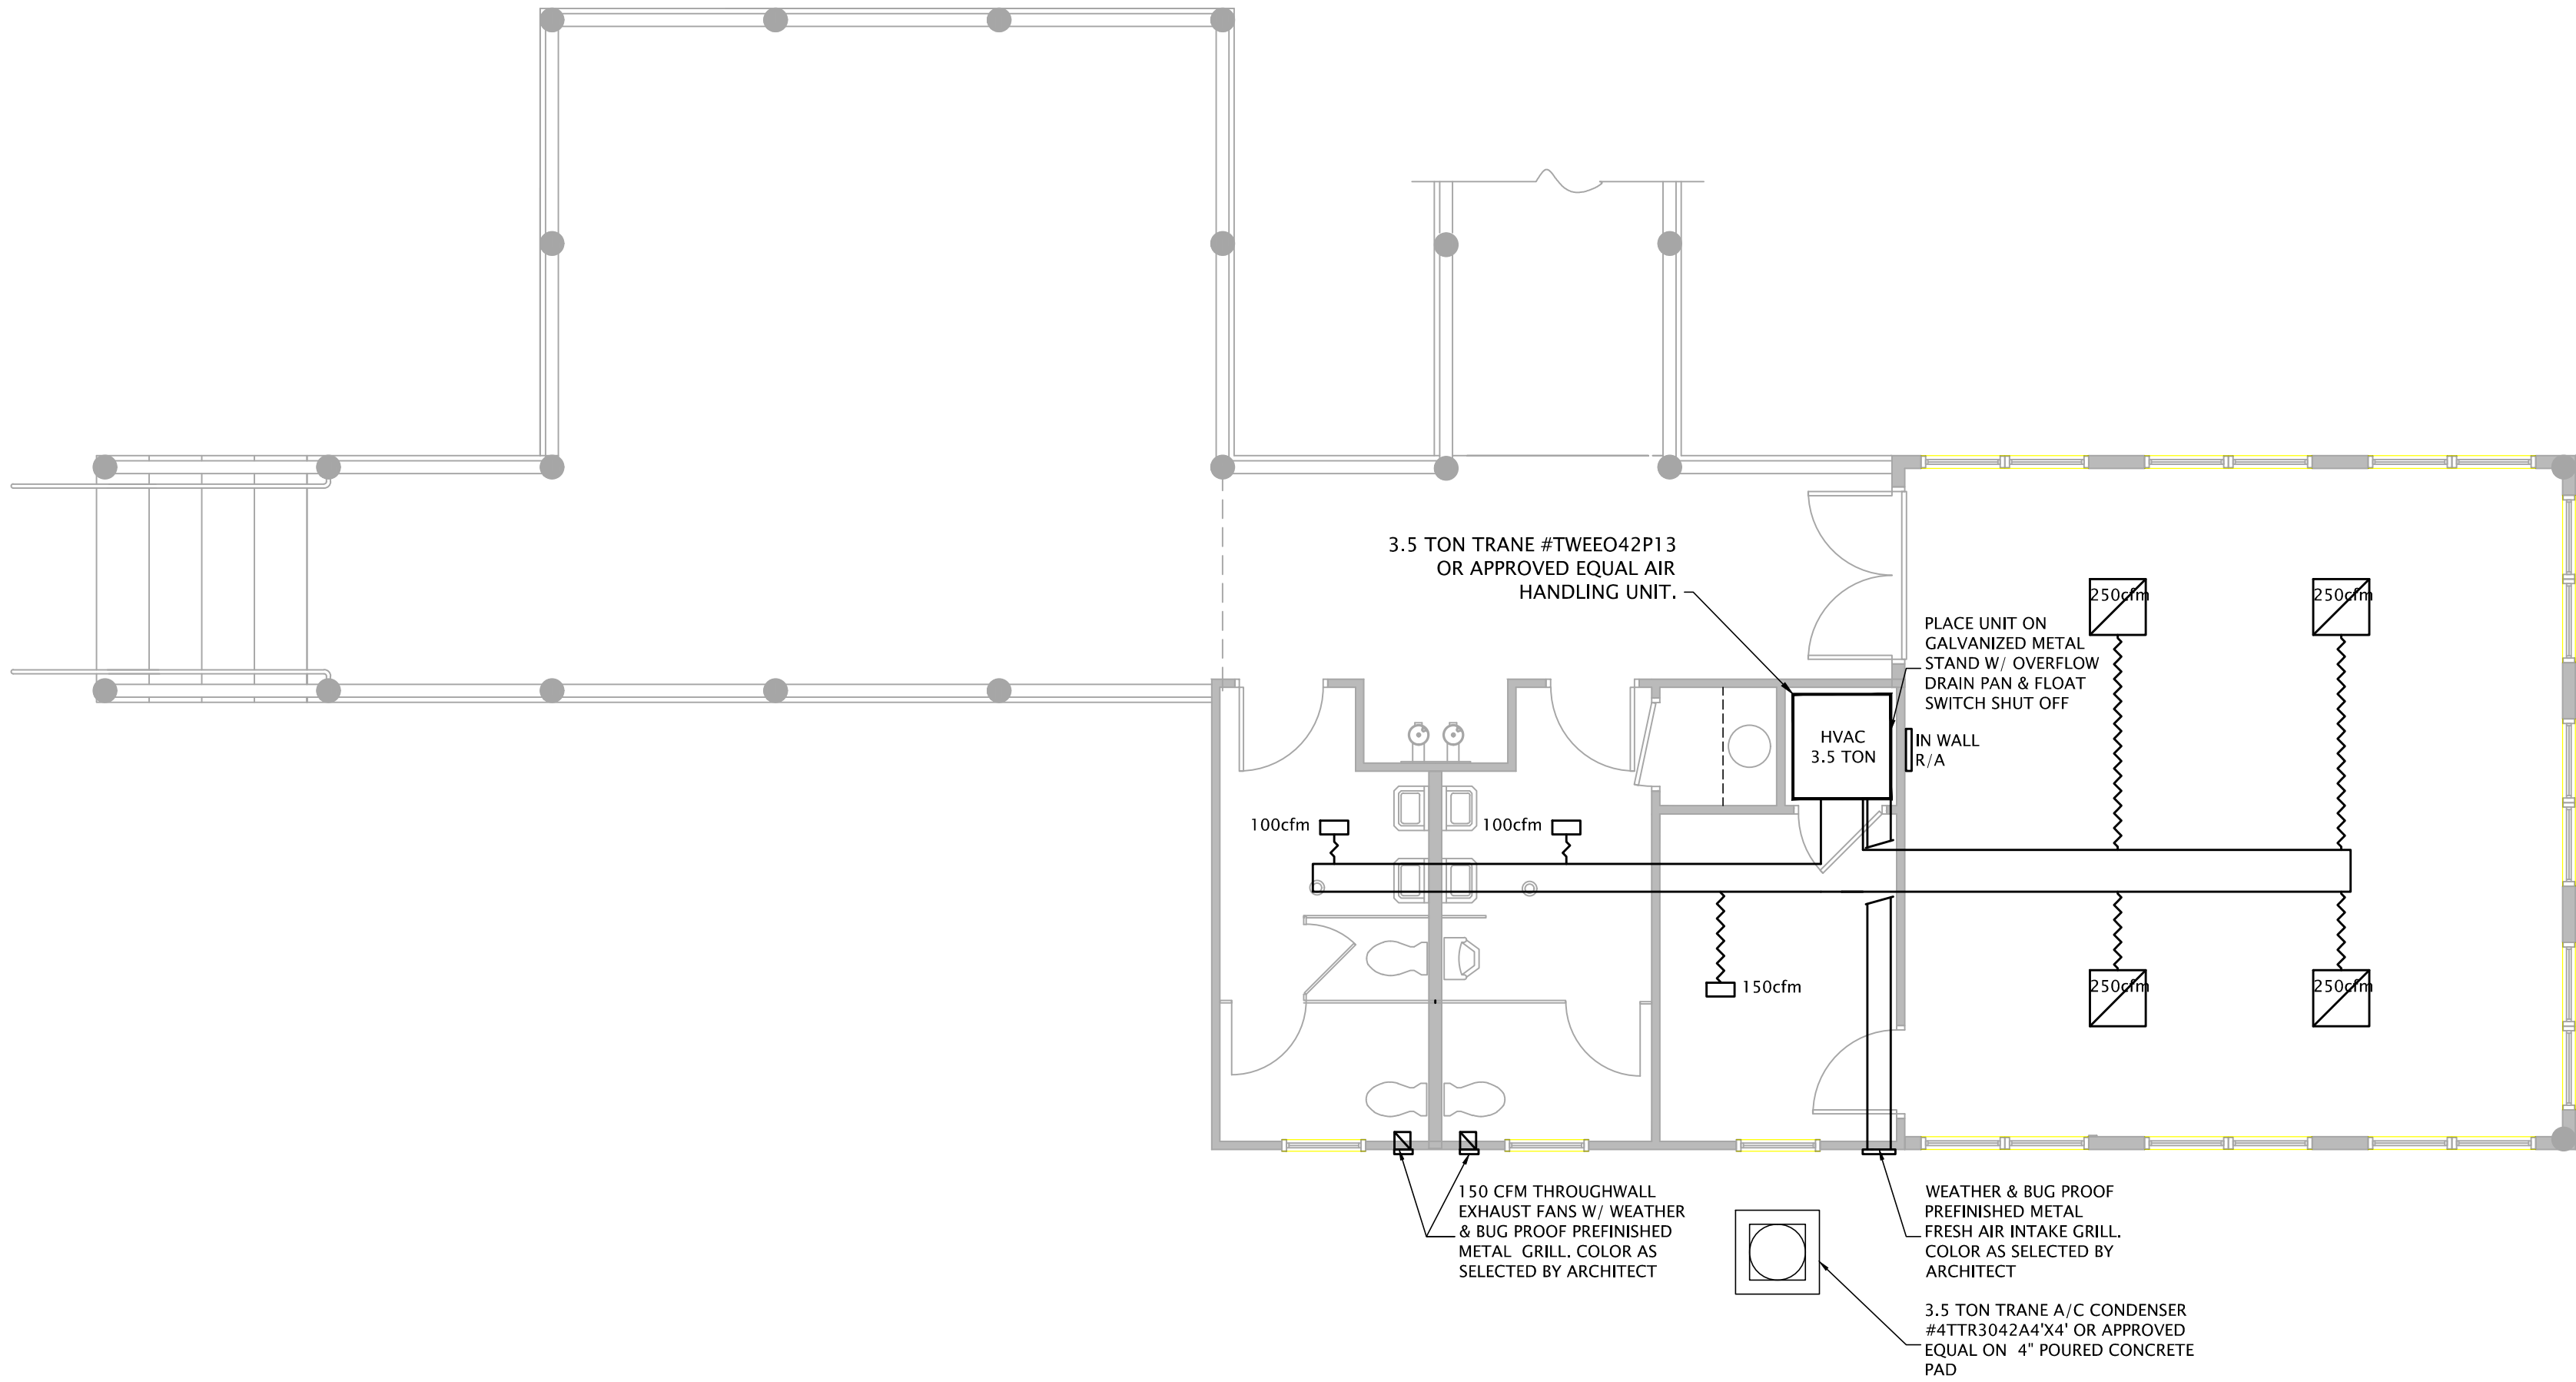 3.5 TON TRANE #TWEEO42P13
OR APPROVED EQUAL AIR
HANDLING UNIT.
250cfm
250cfm
PLACE UNIT ON
GALVANIZED METAL
STAND W/ OVERFLOW
DRAIN PAN & FLOAT
SWITCH SHUT OFF
HVAC
3.5 TON
IN WALL
R/A
100cfm
100cfm
150cfm
250cfm
250cfm
150 CFM THROUGHWALL
EXHAUST FANS W/ WEATHER
& BUG PROOF PREFINISHED
METAL GRILL. COLOR AS
SELECTED BY ARCHITECT
WEATHER & BUG PROOF
PREFINISHED METAL
FRESH AIR INTAKE GRILL.
COLOR AS SELECTED BY
ARCHITECT
3.5 TON TRANE A/C CONDENSER
#4TTR3042A4'X4' OR APPROVED
EQUAL ON 4" POURED CONCRETE
PAD